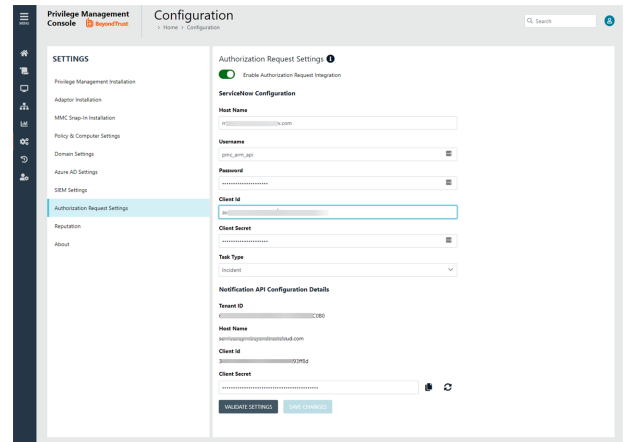 MENU
Privilege Management
Console BeyondTrust
Configuration
› Home › Configuration
Search
SETTINGS
Privilege Management Installation
Adaptor Installation
MMC Snap-In Installation
Policy & Computer Settings
Domain Settings
Azure AD Settings
SIEM Settings
Authorization Request Settings
Reputation
About
Authorization Request Settings
Enable Authorization Request Integration
ServiceNow Configuration
Host Name
.com
Username
pmc_arm_api
Password
Client Id
Client Secret
Task Type
Incident
Notification API Configuration Details
Tenant ID
C0B0
Host Name
Client Id
Client Secret
VALIDATE SETTINGS
SAVE CHANGES